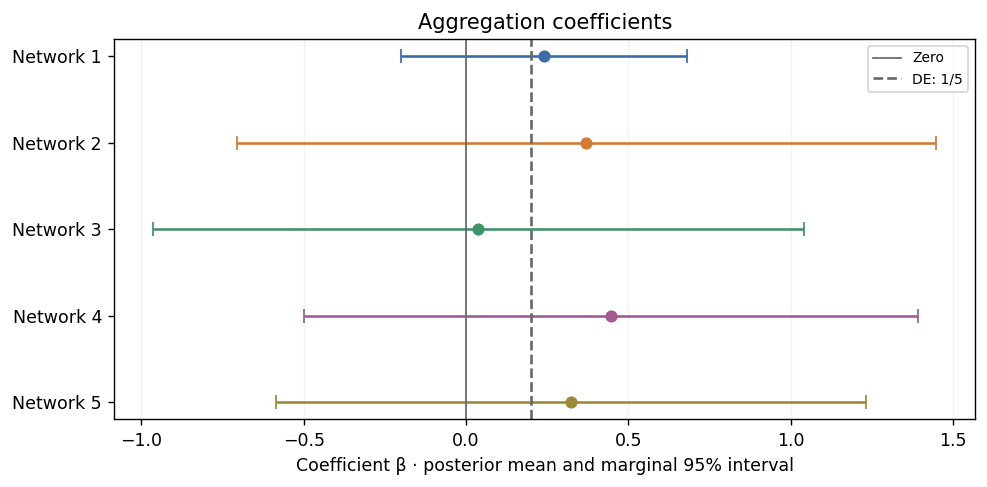 Aggregation coefficients
Network 1
Network 2
Network 3
Network 4
Network 5
Zero
DE: 1/5
−1.0
−0.5
0.0
0.5
1.0
1.5
Coefficient β · posterior mean and marginal 95% interval